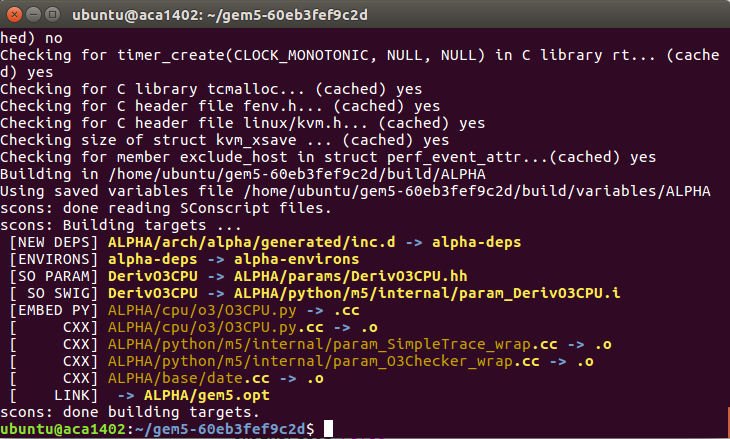 ubuntu@aca1402: ~/gem5-60eb3fef9c2d
hed) no
Checking for timer_create(CLOCK_MONOTONIC, NULL, NULL) in C library rt... (cache
d) yes
Checking for C library tcmalloc... (cached) yes
Checking for C header file fenv.h... (cached) yes
Checking for C header file linux/kvm.h... (cached) yes
Checking size of struct kvm_xsave ... (cached) yes
Checking for member exclude_host in struct perf_event_attr...(cached) yes
Building in /home/ubuntu/gem5-60eb3fef9c2d/build/ALPHA
Using saved variables file /home/ubuntu/gem5-60eb3fef9c2d/build/variables/ALPHA
scons: done reading SConscript files.
scons: Building targets ...
[NEW DEPS] ALPHA/arch/alpha/generated/inc.d -> alpha-deps
[ENVIRONS] alpha-deps -> alpha-environs
[SO PARAM] DerivO3CPU -> ALPHA/params/DerivO3CPU.hh
[ SO SWIG] DerivO3CPU -> ALPHA/python/m5/internal/param_DerivO3CPU.i
[EMBED PY] ALPHA/cpu/o3/O3CPU.py -> .cc
[     CXX] ALPHA/cpu/o3/O3CPU.py.cc -> .o
[     CXX] ALPHA/python/m5/internal/param_SimpleTrace_wrap.cc -> .o
[     CXX] ALPHA/python/m5/internal/param_O3Checker_wrap.cc -> .o
[     CXX] ALPHA/base/date.cc -> .o
[    LINK]  -> ALPHA/gem5.opt
scons: done building targets.
ubuntu@aca1402:~/gem5-60eb3fef9c2d$